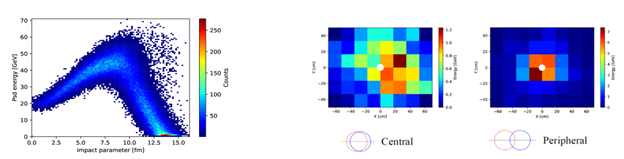 Psd energy [GeV]
70
60
50
40
30
20
10
0
0.0 2.5 5.0 7.5 10.0 12.5 15.0
impact parameter [fm]
250
200
150
100
50
Counts
Y (cm)
40
20
0
−20
−40
−60 −40 −20 0 20 40 60
X (cm)
1.2
1.0
0.8
0.6
0.4
0.2
0.0
Energy [GeV]
Y (cm)
40
20
0
−20
−40
−60 −40 −20 0 20 40 60
X (cm)
7
6
5
4
3
2
1
Energy [GeV]
Central
Peripheral